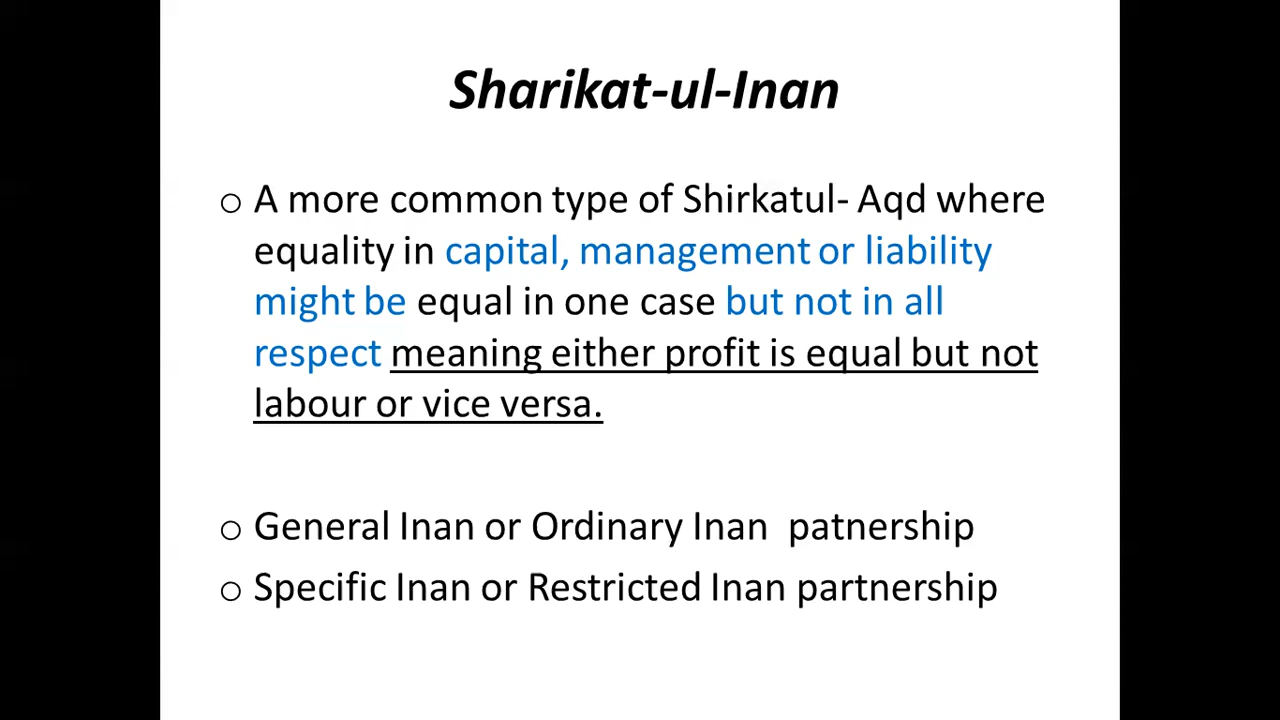 Sharikat-ul-Inan
o A more common type of Shirkatul- Aqd where
equality in capital, management or liability
might be equal in one case but not in all
respect meaning either profit is equal but not
labour or vice versa.
o General Inan or Ordinary Inan patnership
o Specific Inan or Restricted Inan partnership